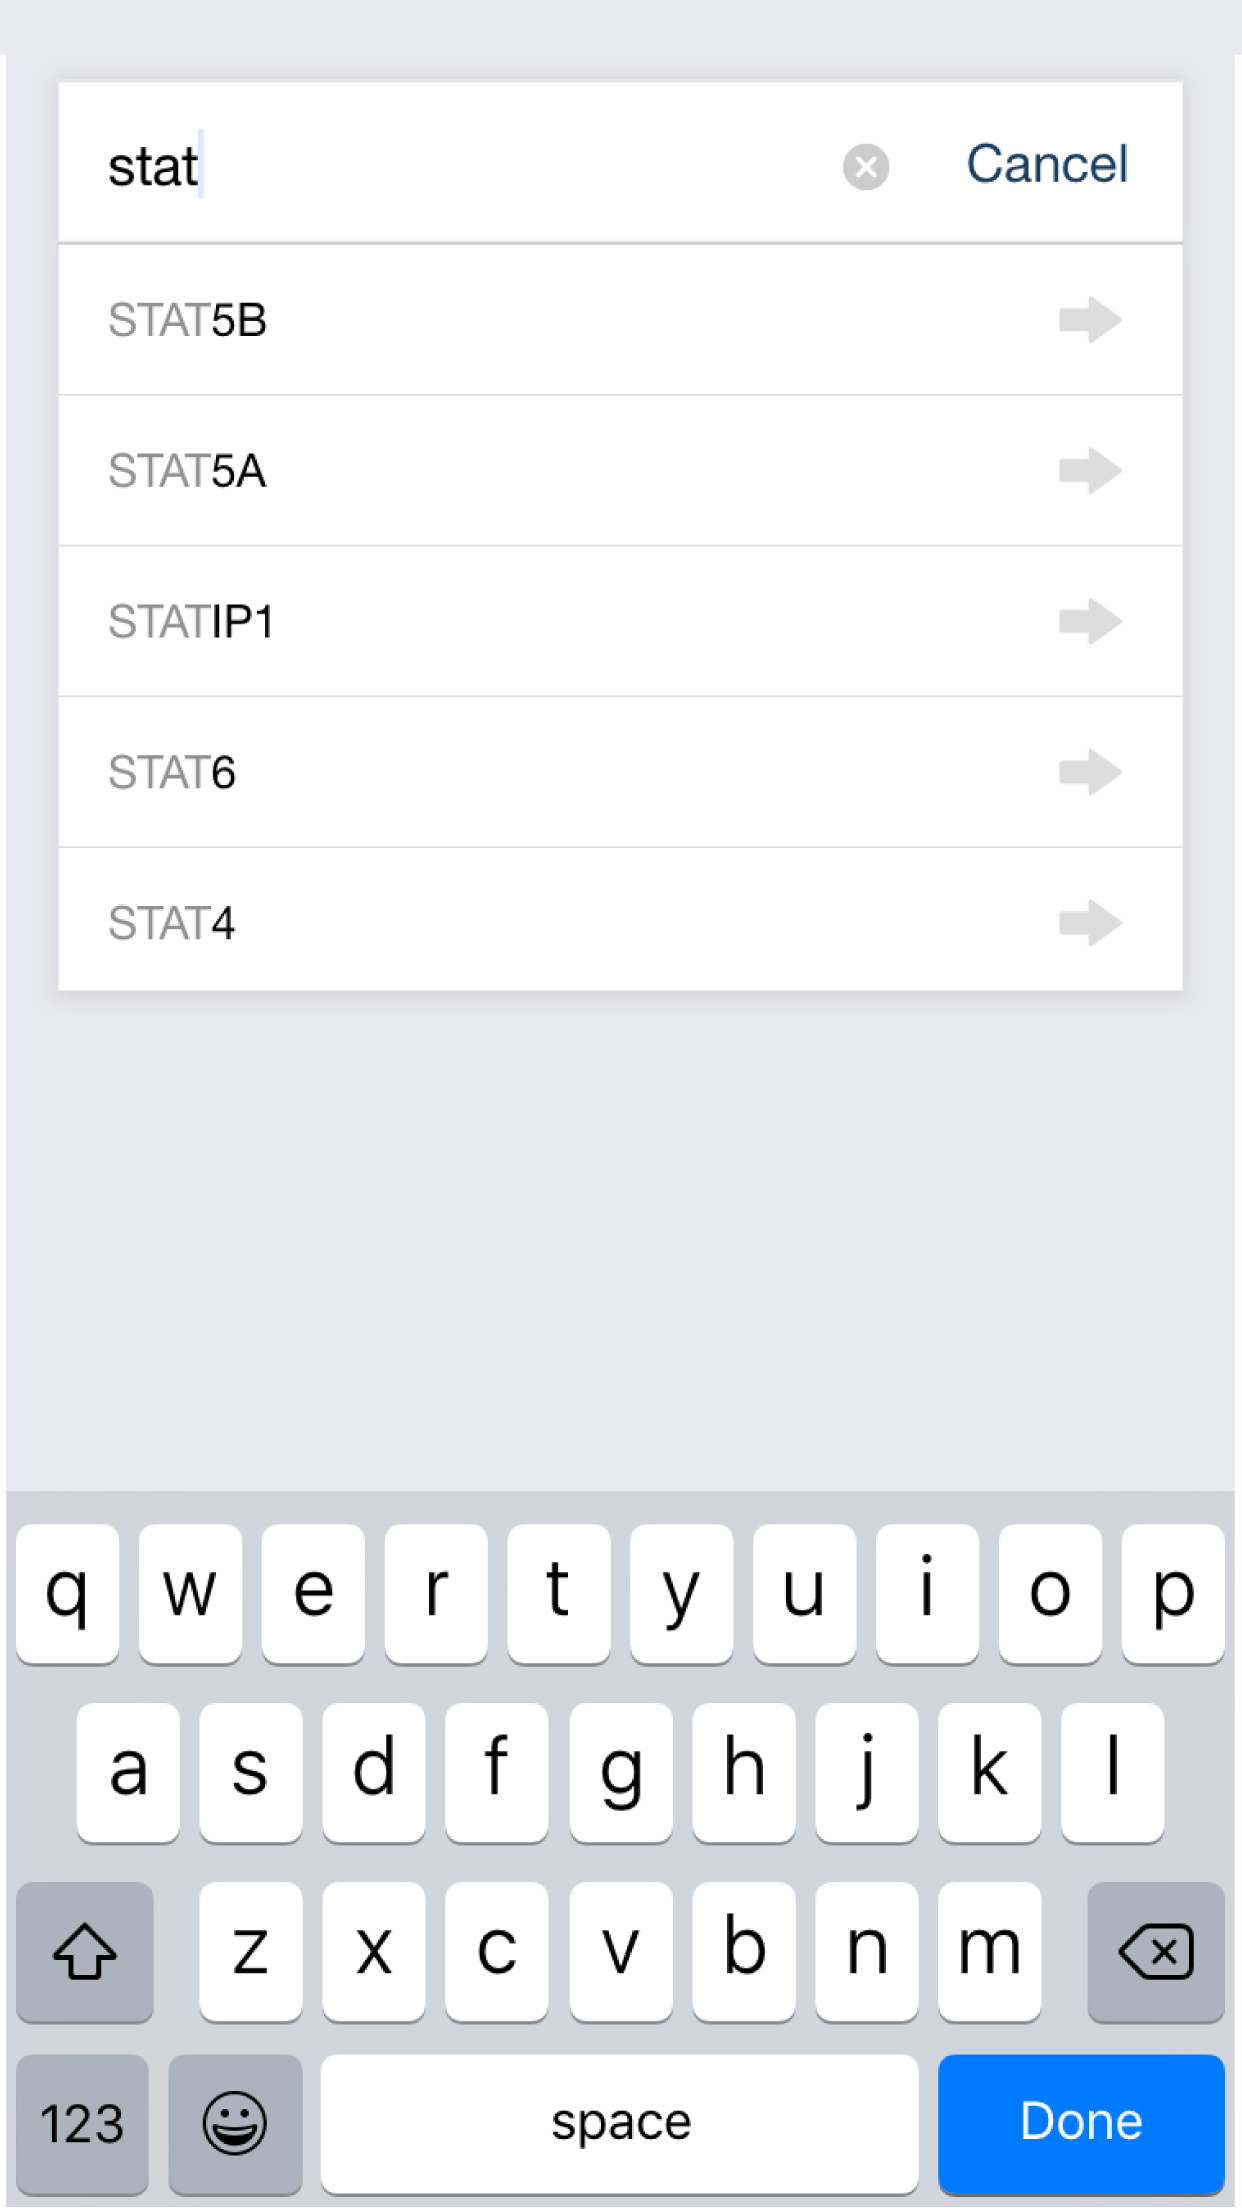 stat Cancel
STAT5B
STAT5A
STATIP1
STAT6
STAT4
q w e r t y u i o p
a s d f g h j k l
z x c v b n m
123 space Done